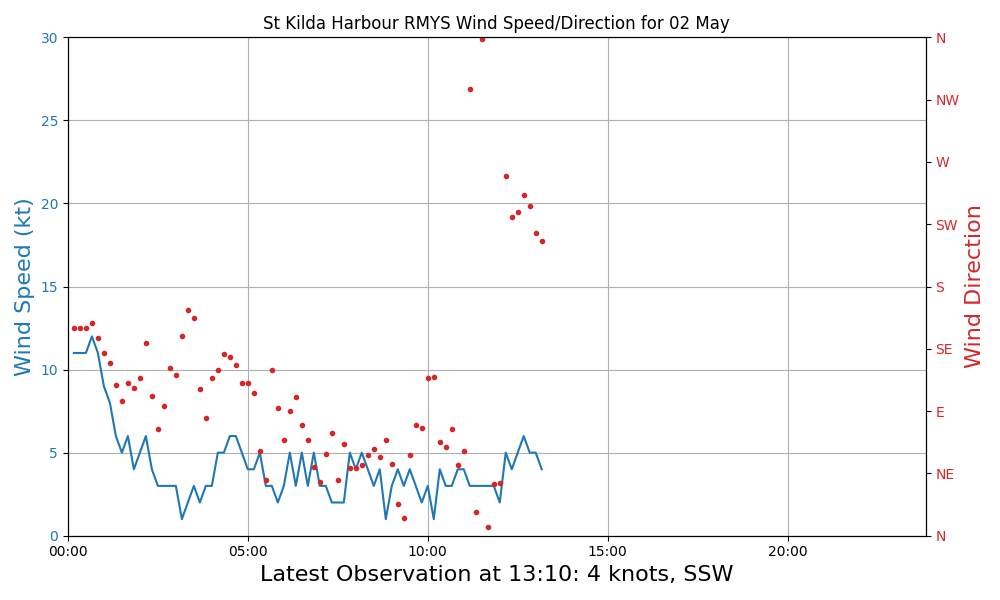 St Kilda Harbour RMYS Wind Speed/Direction for 02 May
30
25
20
15
10
5
0
Wind Speed (kt)
N
NW
W
SW
S
SE
E
NE
N
Wind Direction
00:00 05:00 10:00 15:00 20:00
Latest Observation at 13:10: 4 knots, SSW